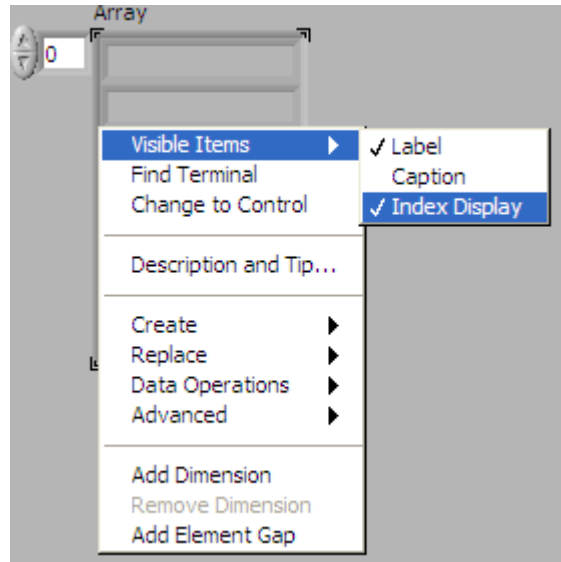 Array
0
Visible Items
Label
Find Terminal
Caption
Change to Control
Index Display
Description and Tip...
Create
Replace
Data Operations
Advanced
Add Dimension
Remove Dimension
Add Element Gap